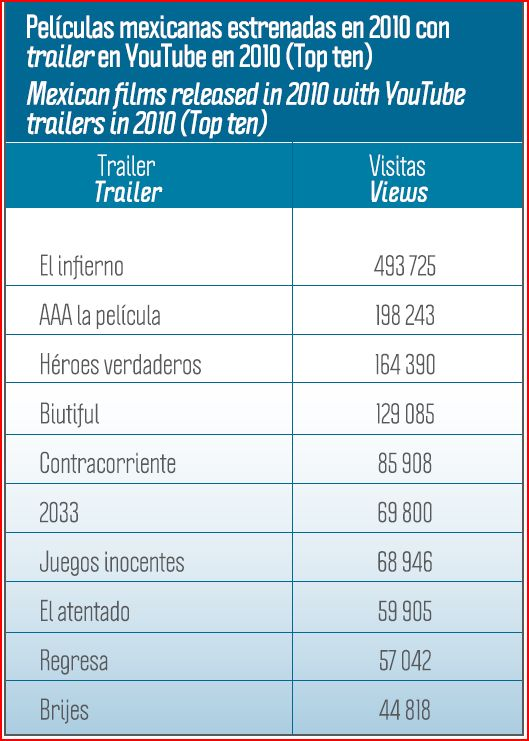 Películas mexicanas estrenadas en 2010 con
trailer en YouTube en 2010 (Top ten)
Mexican films released in 2010 with YouTube
trailers in 2010 (Top ten)
Trailer Visitas
Trailer Views
El infierno 493 725
AAA la película 198 243
Héroes verdaderos 164 390
Biutiful 129 085
Contracorriente 85 908
2033 69 800
Juegos inocentes 68 946
El atentado 59 905
Regresa 57 042
Brijes 44 818